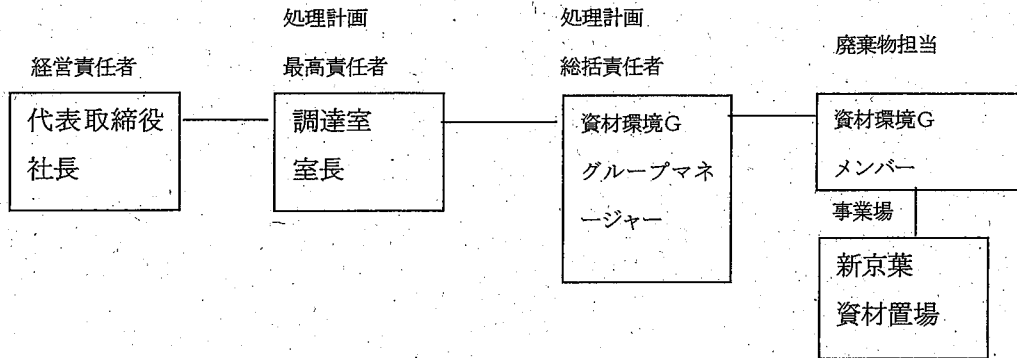 経営責任者
代表取締役
社長
処理計画
最高責任者
調達室
室長
処理計画
総括責任者
資材環境G
グループマネ
ージャー
廃棄物担当
資材環境G
メンバー
事業場
新京葉
資材置場